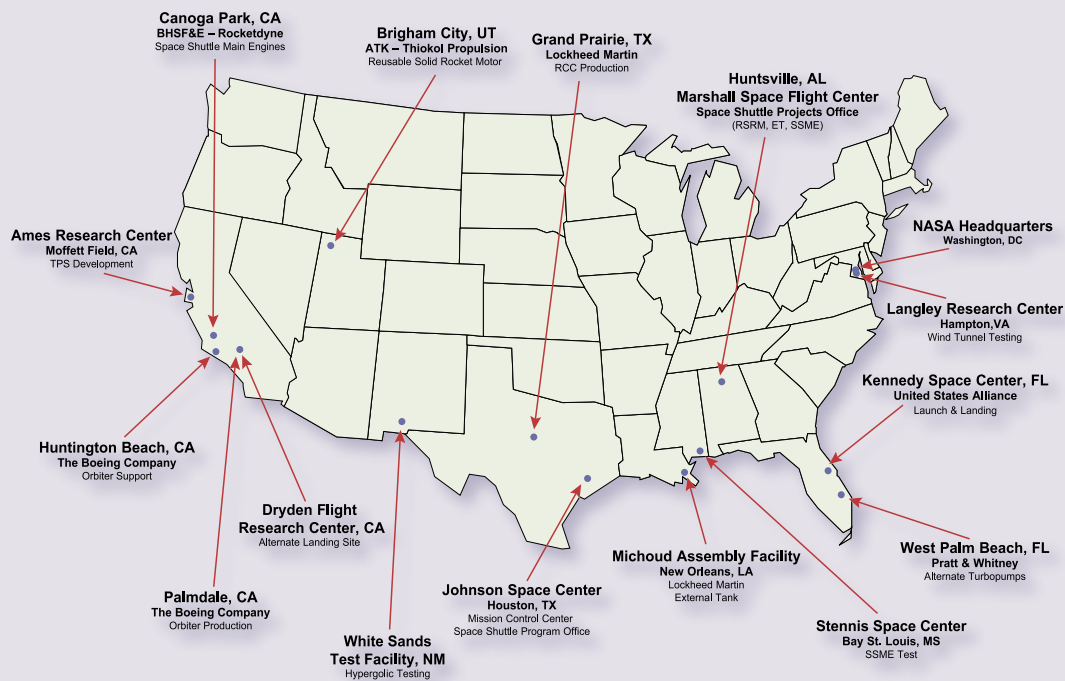 Canoga Park, CA
BHSF&E – Rocketdyne
Space Shuttle Main Engines
Brigham City, UT
ATK – Thiokol Propulsion
Reusable Solid Rocket Motor
Grand Prairie, TX
Lockheed Martin
RCC Production
Huntsville, AL
Marshall Space Flight Center
Space Shuttle Projects Office
(RSRM, ET, SSME)
Ames Research Center
Moffett Field, CA
TPS Development
NASA Headquarters
Washington, DC
Langley Research Center
Hampton,VA
Wind Tunnel Testing
Kennedy Space Center, FL
United States Alliance
Launch & Landing
Huntington Beach, CA
The Boeing Company
Orbiter Support
Dryden Flight
Research Center, CA
Alternate Landing Site
West Palm Beach, FL
Pratt & Whitney
Alternate Turbopumps
Michoud Assembly Facility
New Orleans, LA
Lockheed Martin
External Tank
Palmdale, CA
The Boeing Company
Orbiter Production
Johnson Space Center
Houston, TX
Mission Control Center
Space Shuttle Program Office
Stennis Space Center
Bay St. Louis, MS
SSME Test
White Sands
Test Facility, NM
Hypergolic Testing